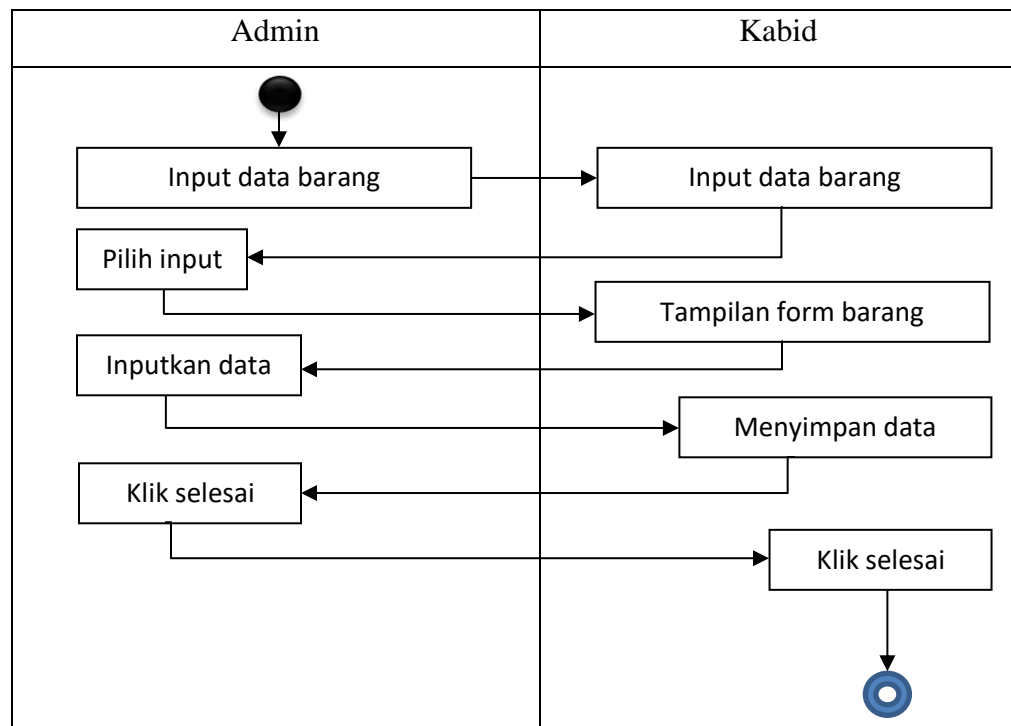 Admin
Kabid
Input data barang
Input data barang
Pilih input
Tampilan form barang
Inputkan data
Menyimpan data
Klik selesai
Klik selesai